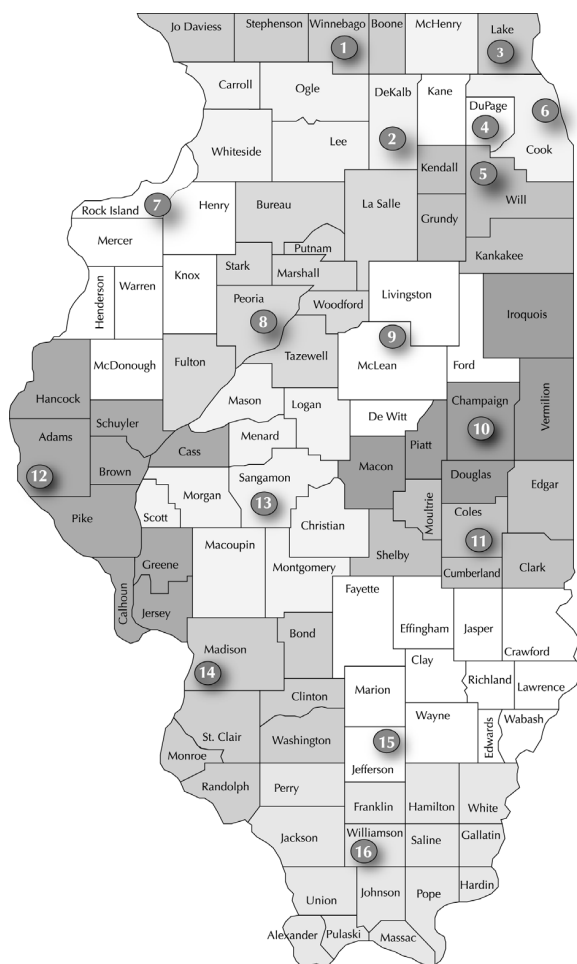 Jo Daviess
Stephenson
Winnebago
Boone
McHenry
Lake
1
3
Carroll
Ogle
DeKalb
Kane
DuPage
6
2
4
Cook
Whiteside
Lee
Kendall
5
Will
Rock Island
7
Henry
Bureau
La Salle
Grundy
Mercer
Putnam
Kankakee
Stark
Marshall
Henderson
Warren
Knox
Peoria
Woodford
Livingston
Iroquois
8
9
McDonough
Fulton
Tazewell
McLean
Ford
Hancock
Mason
Logan
Champaign
Vermilion
De Witt
Schuyler
Adams
Menard
Piatt
10
Cass
12
Brown
Sangamon
Macon
Douglas
Edgar
Morgan
13
Moultrie
Coles
Pike
Scott
Christian
11
Macoupin
Greene
Montgomery
Shelby
Cumberland
Clark
Calhoun
Jersey
Fayette
Effingham
Jasper
Crawford
Madison
Bond
14
Clay
Richland
Lawrence
Clinton
Marion
Wayne
Edwards
Wabash
St. Clair
Washington
15
Monroe
Jefferson
Randolph
Perry
Franklin
Hamilton
White
Jackson
Williamson
Saline
Gallatin
16
Union
Johnson
Pope
Hardin
Alexander
Pulaski
Massac